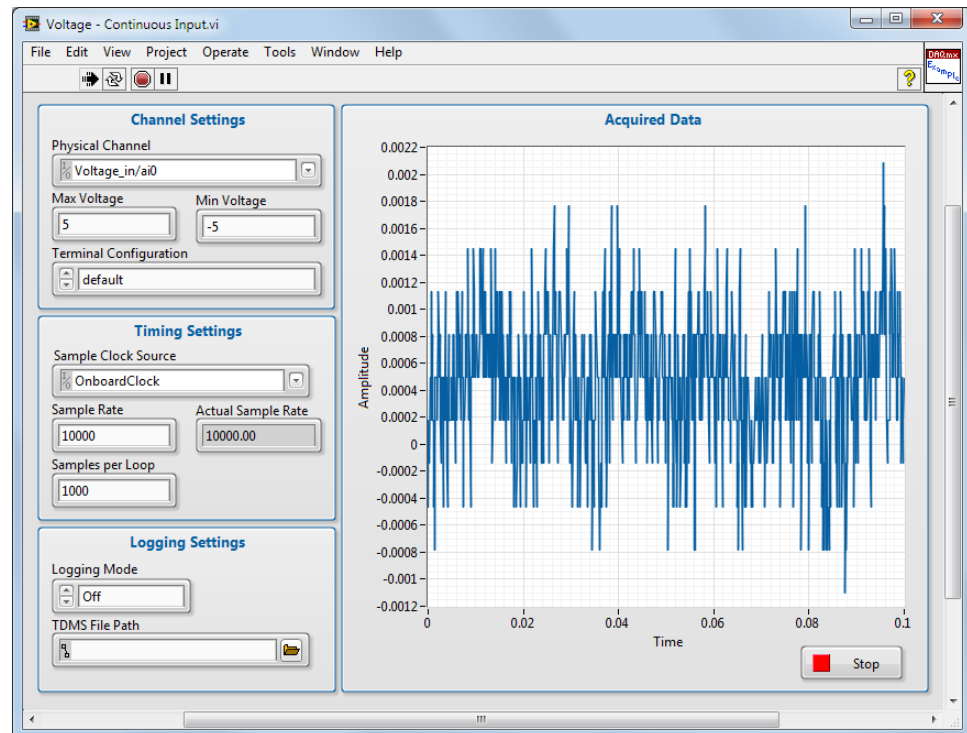 Voltage - Continuous Input.vi
File Edit View Project Operate Tools Window Help
DAQmx
Example
Channel Settings
Physical Channel
I/O Voltage_in/ai0
Max Voltage
5
Min Voltage
-5
Terminal Configuration
default
Timing Settings
Sample Clock Source
I/O OnboardClock
Sample Rate
10000
Actual Sample Rate
10000.00
Samples per Loop
1000
Logging Settings
Logging Mode
Off
TDMS File Path
Acquired Data
0.0022
0.002
0.0018
0.0016
0.0014
0.0012
0.001
0.0008
0.0006
0.0004
0.0002
0
-0.0002
-0.0004
-0.0006
-0.0008
-0.001
-0.0012
Amplitude
0 0.02 0.04 0.06 0.08 0.1
Time
Stop